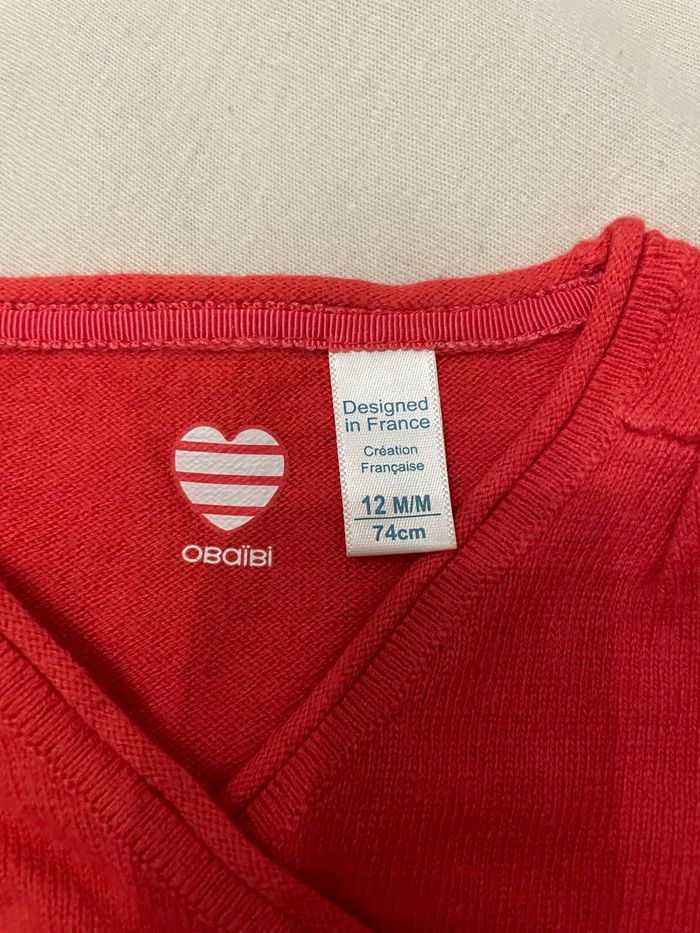 Designed
in France
Création
Française
12 M/M
74cm
OBaïBi